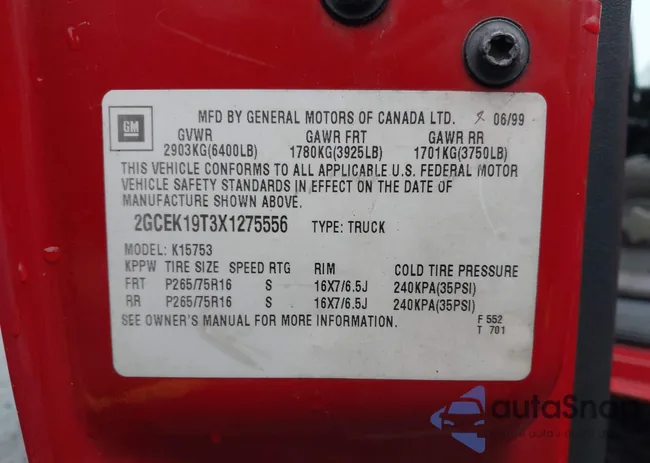 GM
MFD BY GENERAL MOTORS OF CANADA LTD. 06/99
GVWR GAWR FRT GAWR RR
2903KG(6400LB) 1780KG(3925LB) 1701KG(3750LB)
THIS VEHICLE CONFORMS TO ALL APPLICABLE U.S. FEDERAL MOTOR
VEHICLE SAFETY STANDARDS IN EFFECT ON THE DATE OF
MANUFACTURE SHOWN ABOVE.
2GCEK19T3X1275556 TYPE: TRUCK
MODEL: K15753
KPPW TIRE SIZE SPEED RTG RIM COLD TIRE PRESSURE
FRT P265/75R16 S 16X7/6.5J 240KPA(35PSI)
RR P265/75R16 S 16X7/6.5J 240KPA(35PSI)
SEE OWNER'S MANUAL FOR MORE INFORMATION.
F 552
T 701
autoSnap